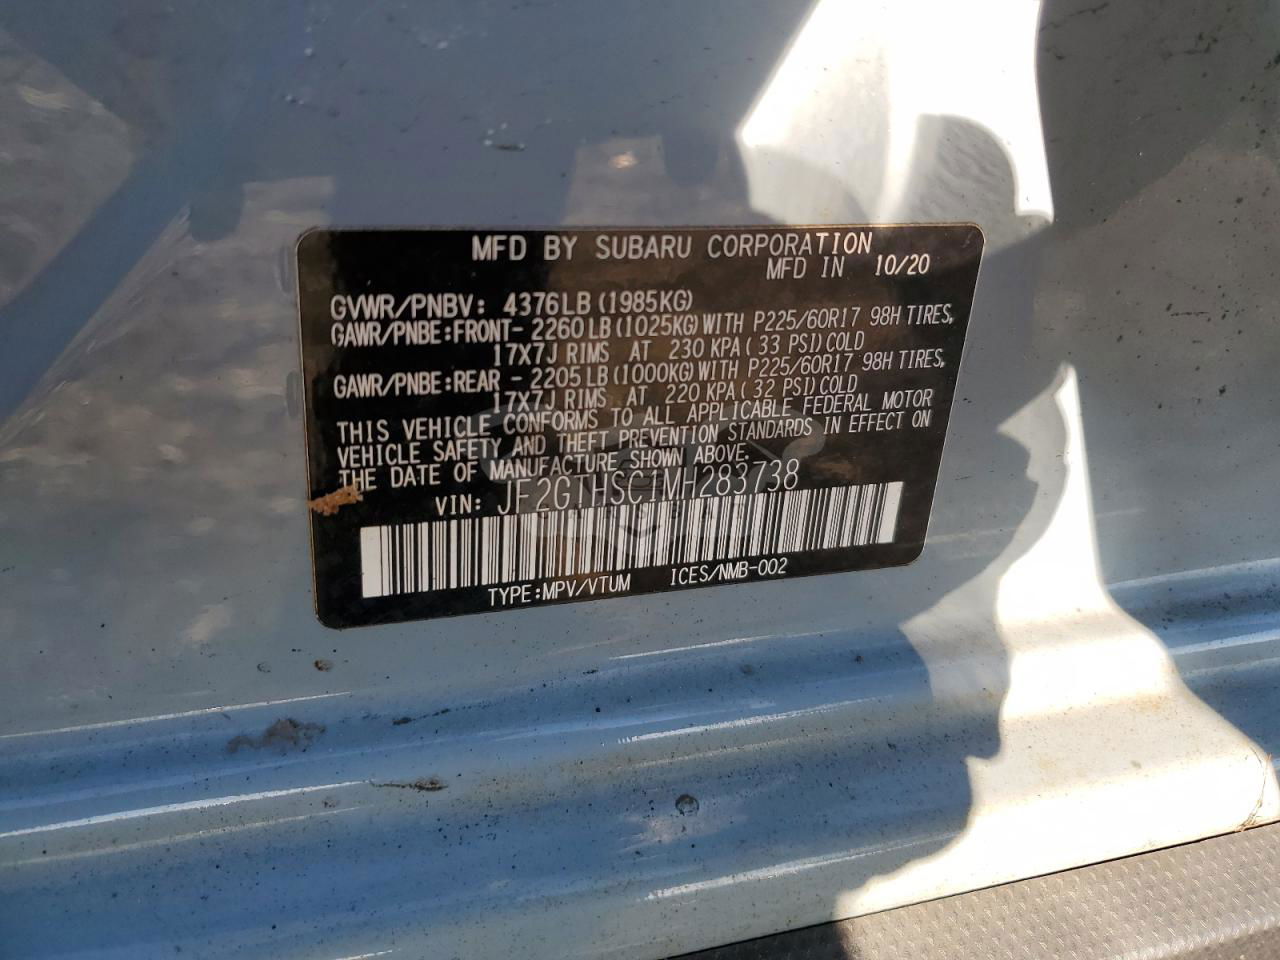 MFD BY SUBARU CORPORATION
MFD IN 10/20
GVWR/PNBV: 4376LB (1985KG)
GAWR/PNBE:FRONT- 2260LB (1025KG) WITH P225/60R17 98H TIRES,
17X7J RIMS AT 230 KPA (33 PSI) COLD
GAWR/PNBE:REAR - 2205LB (1000KG) WITH P225/60R17 98H TIRES,
17X7J RIMS AT 220 KPA (32 PSI) COLD
THIS VEHICLE CONFORMS TO ALL APPLICABLE FEDERAL MOTOR
VEHICLE SAFETY AND THEFT PREVENTION STANDARDS IN EFFECT ON
THE DATE OF MANUFACTURE SHOWN ABOVE.
VIN: JF2GTHSC1MH283738
TYPE:MPV/VTUM ICES/NMB-002